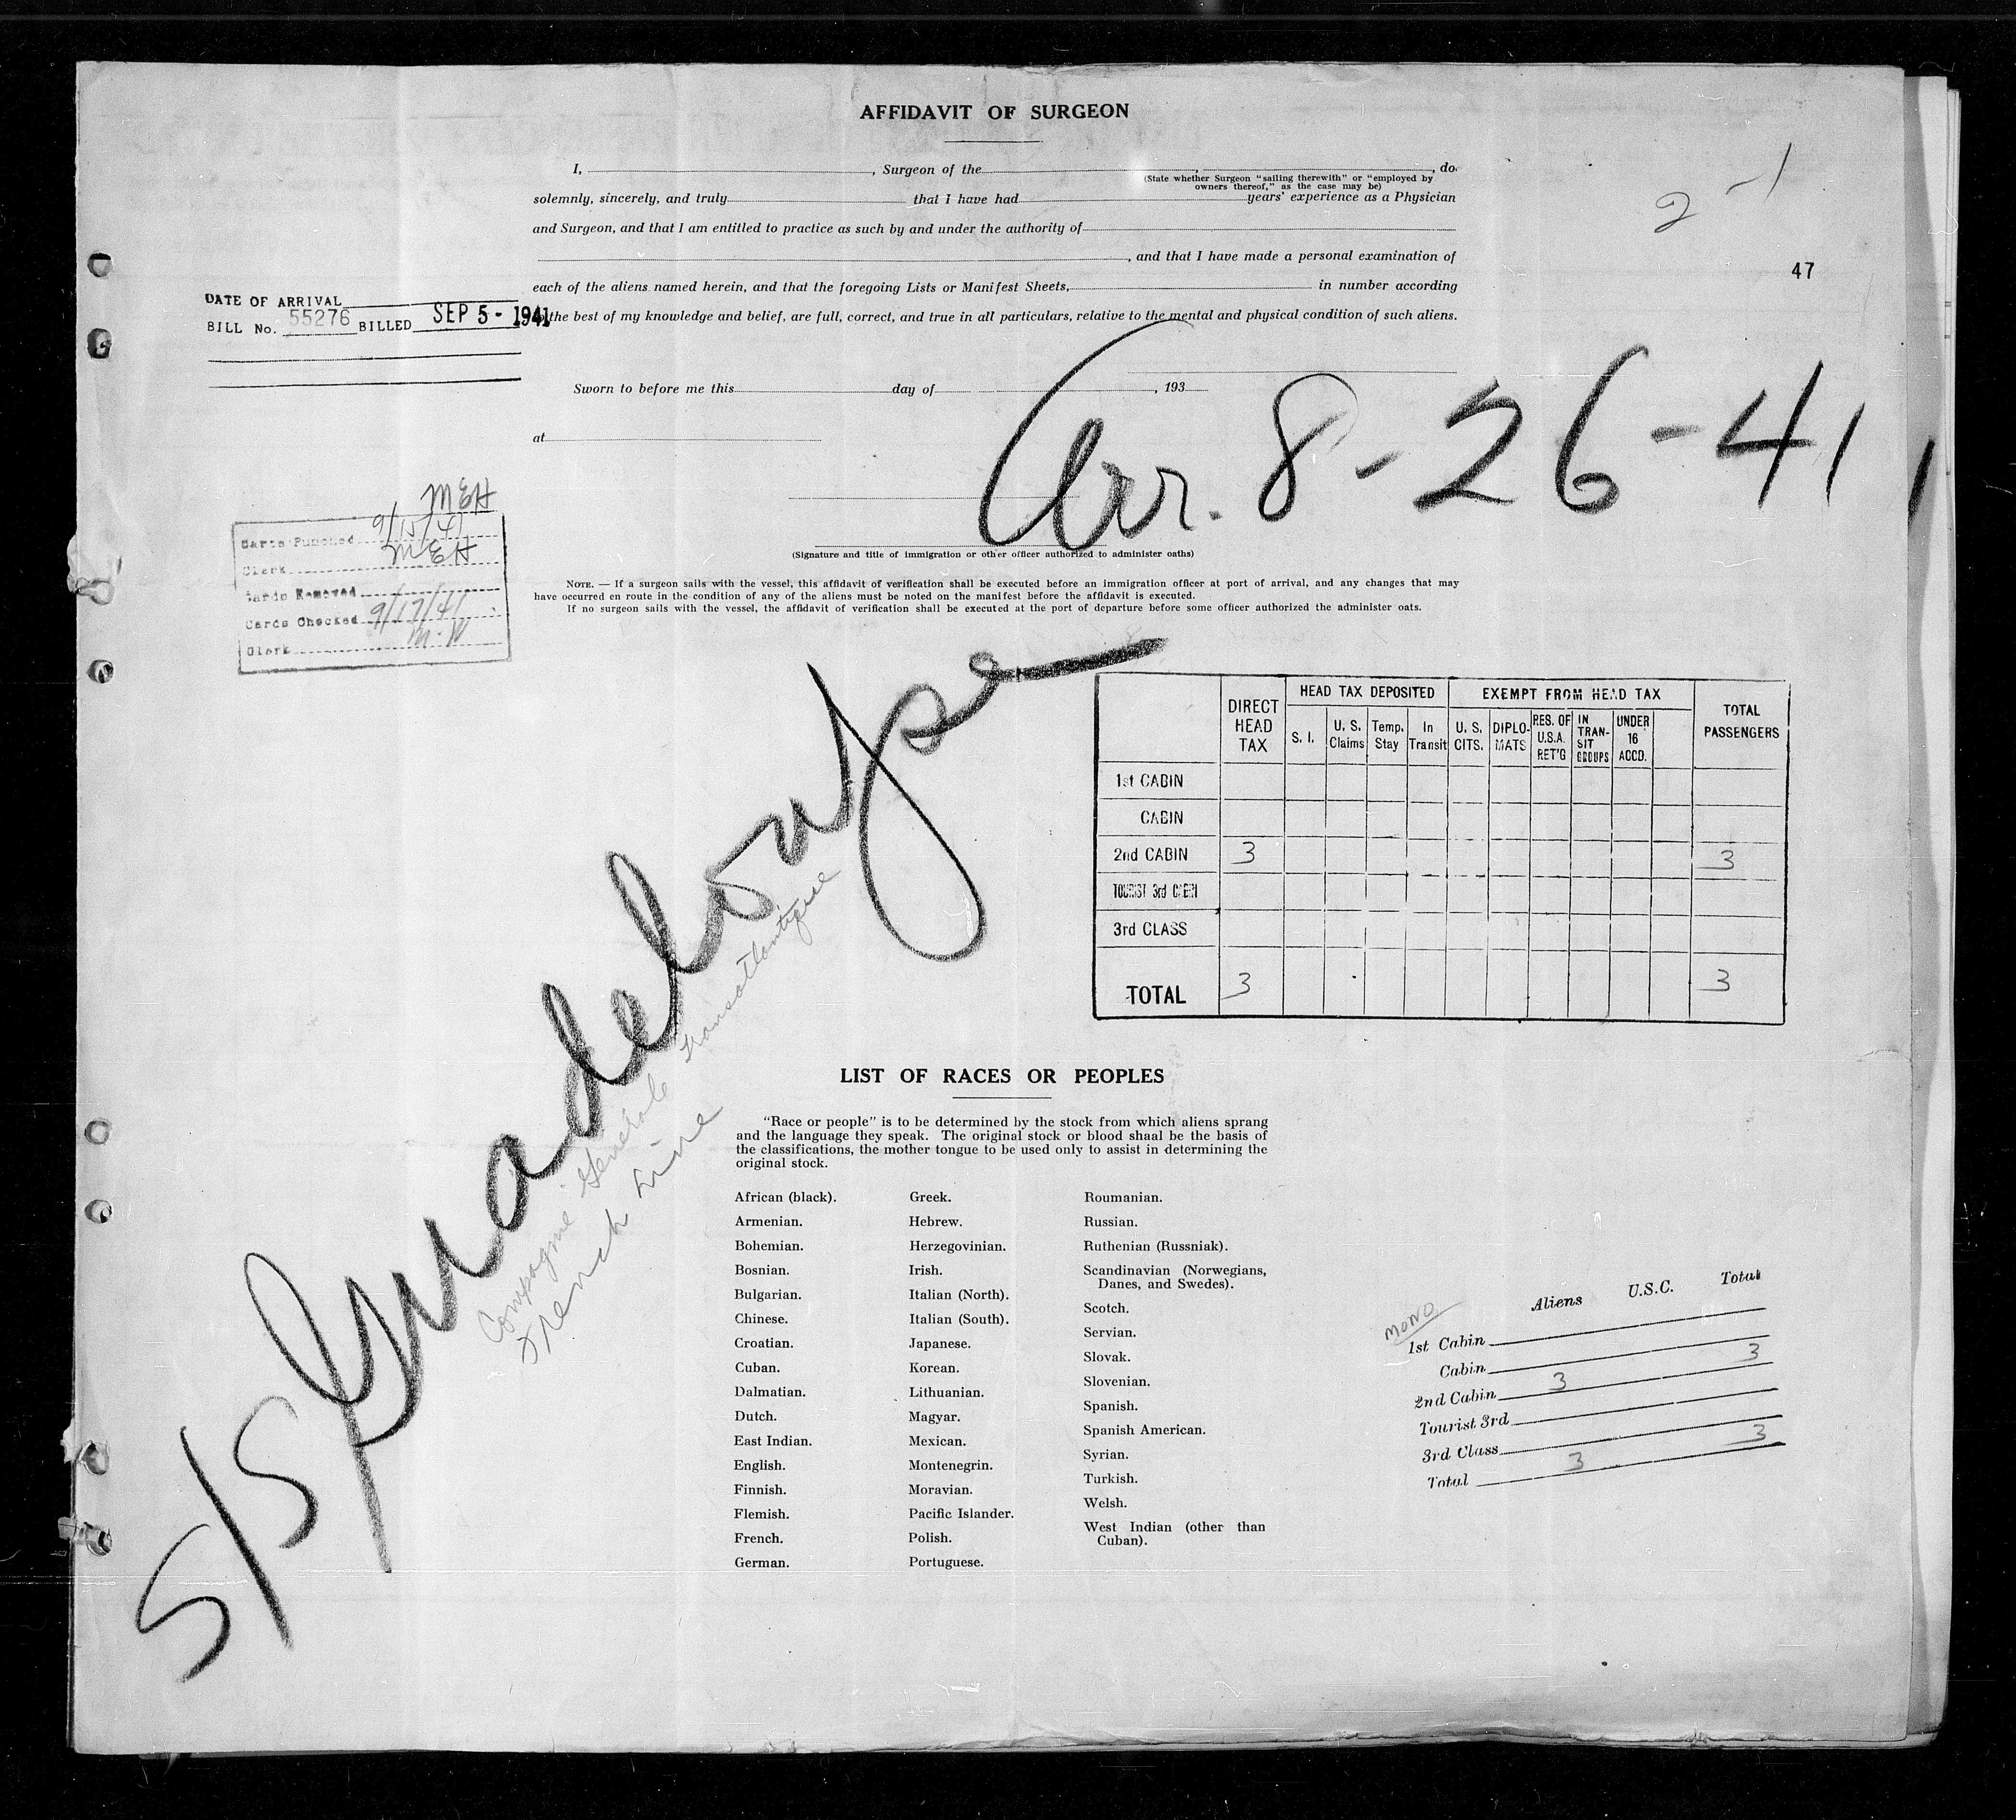 AFFIDAVIT OF SURGEON
I, , Surgeon of the , , do
(State whether Surgeon "sailing therewith" or "employed by
owners thereof," as the case may be)
solemnly, sincerely, and truly that I have had years' experience as a Physician
and Surgeon, and that I am entitled to practice as such by and under the authority of
, and that I have made a personal examination of
each of the aliens named herein, and that the foregoing Lists or Manifest Sheets, in number according
the best of my knowledge and belief, are full, correct, and true in all particulars, relative to the mental and physical condition of such aliens.
2 - 1
47
DATE OF ARRIVAL
BILL No. 55276 BILLED SEP 5 - 1941
Sworn to before me this day of , 193
at
Arr. 8-26-41
(Signature and title of immigration or other officer authorized to administer oaths)
NOTE. — If a surgeon sails with the vessel, this affidavit of verification shall be executed before an immigration officer at port of arrival, and any changes that may
have occurred en route in the condition of any of the aliens must be noted on the manifest before the affidavit is executed.
If no surgeon sails with the vessel, the affidavit of verification shall be executed at the port of departure before some officer authorized the administer oats.
MEH
Cards Punched 9/15/41
Clerk MEH
Cards Removed
Cards Checked 9/17/41
Clerk M.W
S/S Guadeloupe
Compagnie Generale Transatlantique
French Line
DIRECT HEAD TAX
HEAD TAX DEPOSITED
EXEMPT FROM HEAD TAX
TOTAL PASSENGERS
S. I.
U. S. Claims
Temp. Stay
In Transit
U. S. CITS.
DIPLO-MATS
RES. OF U.S.A. RET'G
IN TRAN-SIT GROUPS
UNDER 16 ACCD.
1st CABIN
CABIN
2nd CABIN 3 3
TOURIST 3rd CABIN
3rd CLASS
TOTAL 3 3
LIST OF RACES OR PEOPLES
"Race or people" is to be determined by the stock from which aliens sprang
and the language they speak. The original stock or blood shaal be the basis of
the classifications, the mother tongue to be used only to assist in determining the
original stock.
African (black).
Armenian.
Bohemian.
Bosnian.
Bulgarian.
Chinese.
Croatian.
Cuban.
Dalmatian.
Dutch.
East Indian.
English.
Finnish.
Flemish.
French.
German.
Greek.
Hebrew.
Herzegovinian.
Irish.
Italian (North).
Italian (South).
Japanese.
Korean.
Lithuanian.
Magyar.
Mexican.
Montenegrin.
Moravian.
Pacific Islander.
Polish.
Portuguese.
Roumanian.
Russian.
Ruthenian (Russniak).
Scandinavian (Norwegians,
Danes, and Swedes).
Scotch.
Servian.
Slovak.
Slovenian.
Spanish.
Spanish American.
Syrian.
Turkish.
Welsh.
West Indian (other than
Cuban).
MONO
Aliens U.S.C. Total
1st Cabin
Cabin
2nd Cabin 3 3
Tourist 3rd
3rd Class
Total 3 3